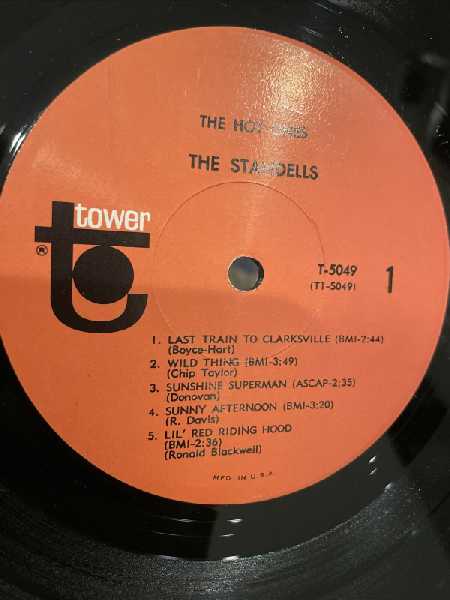 THE HOT ONES
THE STANDELLS
tower
®
T-5049
(T1-5049)
1
1. LAST TRAIN TO CLARKSVILLE (BMI-2:44)
(Boyce-Hart)
2. WILD THING (BMI-3:49)
(Chip Taylor)
3. SUNSHINE SUPERMAN (ASCAP-2:35)
(Donovan)
4. SUNNY AFTERNOON (BMI-3:20)
(R. Davis)
5. LIL' RED RIDING HOOD
(BMI-2:36)
(Ronald Blackwell)
MFD. IN U.S.A.